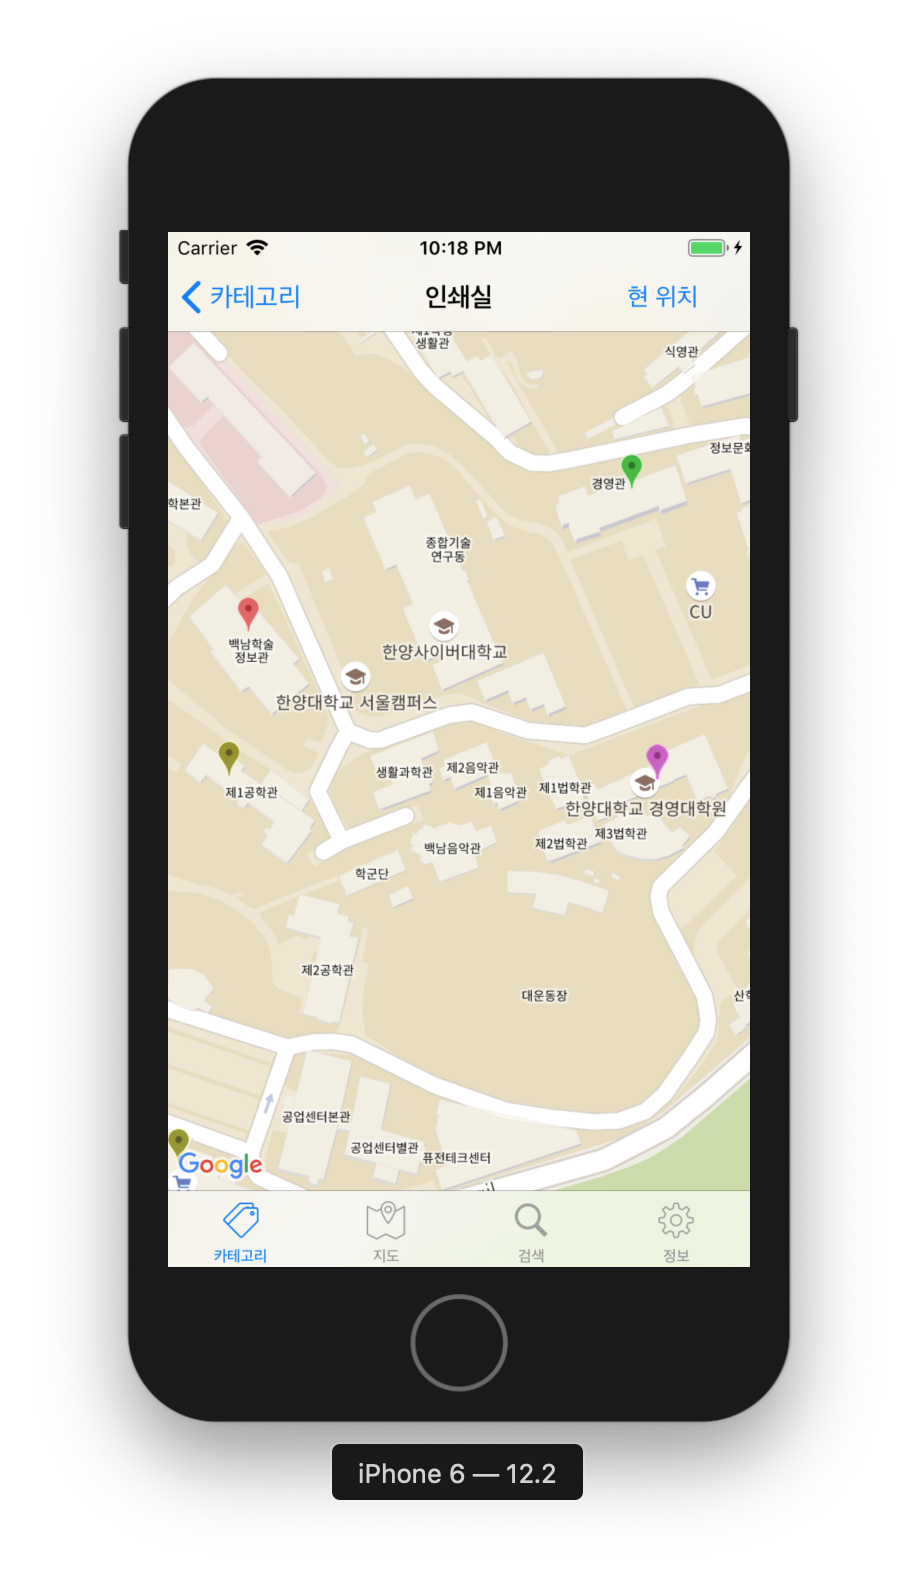 Carrier
10:18 PM
카테고리
인쇄실
현 위치
생활관
식영관
정보문화
경영관
학본관
종합기술
연구동
CU
백남학술
정보관
한양사이버대학교
한양대학교 서울캠퍼스
제1공학관
생활과학관
제2음악관
제1음악관
제1법학관
한양대학교 경영대학원
제3법학관
제2법학관
백남음악관
학군단
제2공학관
대운동장
공업센터본관
공업센터별관
퓨전테크센터
Google
카테고리
지도
검색
정보
iPhone 6 — 12.2